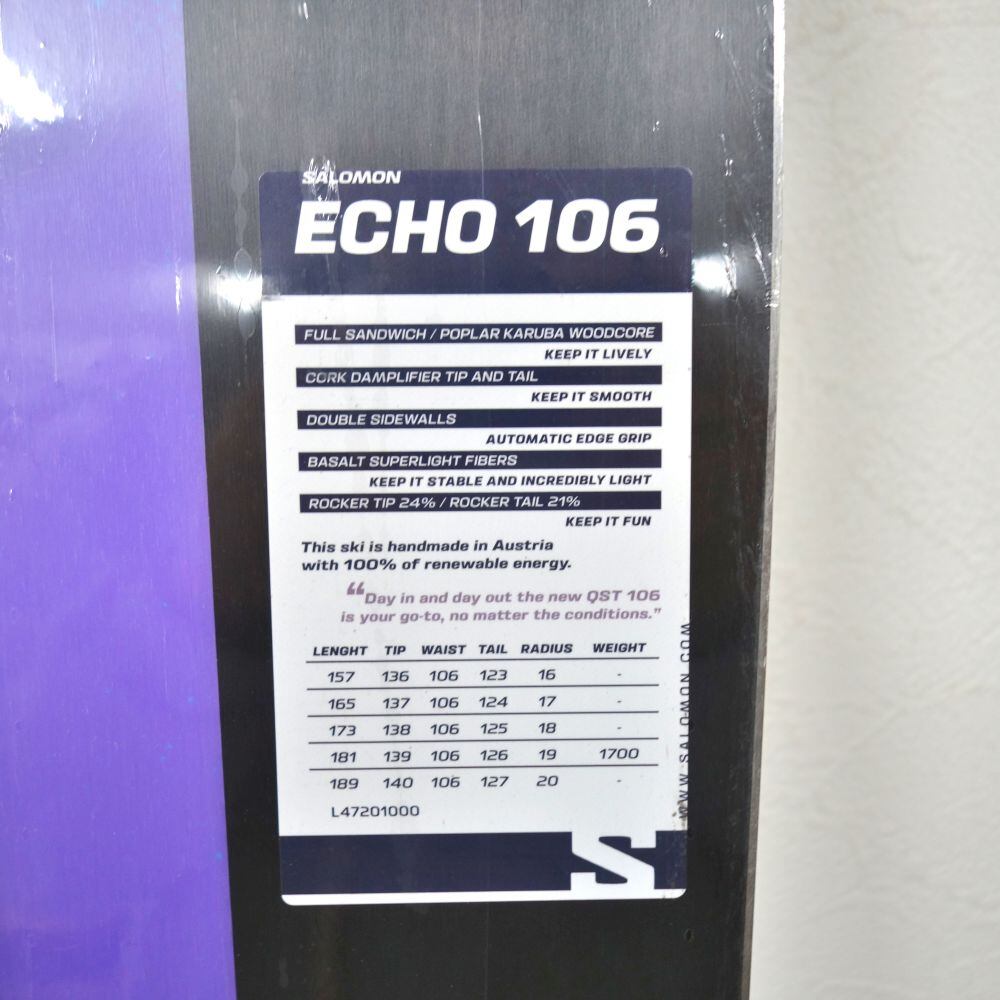 SALOMON
ECHO 106
FULL SANDWICH / POPLAR KARUBA WOODCORE
KEEP IT LIVELY
CORK DAMPLIFIER TIP AND TAIL
KEEP IT SMOOTH
DOUBLE SIDEWALLS
AUTOMATIC EDGE GRIP
BASALT SUPERLIGHT FIBERS
KEEP IT STABLE AND INCREDIBLY LIGHT
ROCKER TIP 24% / ROCKER TAIL 21%
KEEP IT FUN
This ski is handmade in Austria
with 100% of renewable energy.
“Day in and day out the new QST 106
is your go-to, no matter the conditions.”
LENGHT TIP WAIST TAIL RADIUS WEIGHT
157 136 106 123 16 -
165 137 106 124 17 -
173 138 106 125 18 -
181 139 106 126 19 1700
189 140 106 127 20 -
L47201000
S
WWW.SALOMON.COM